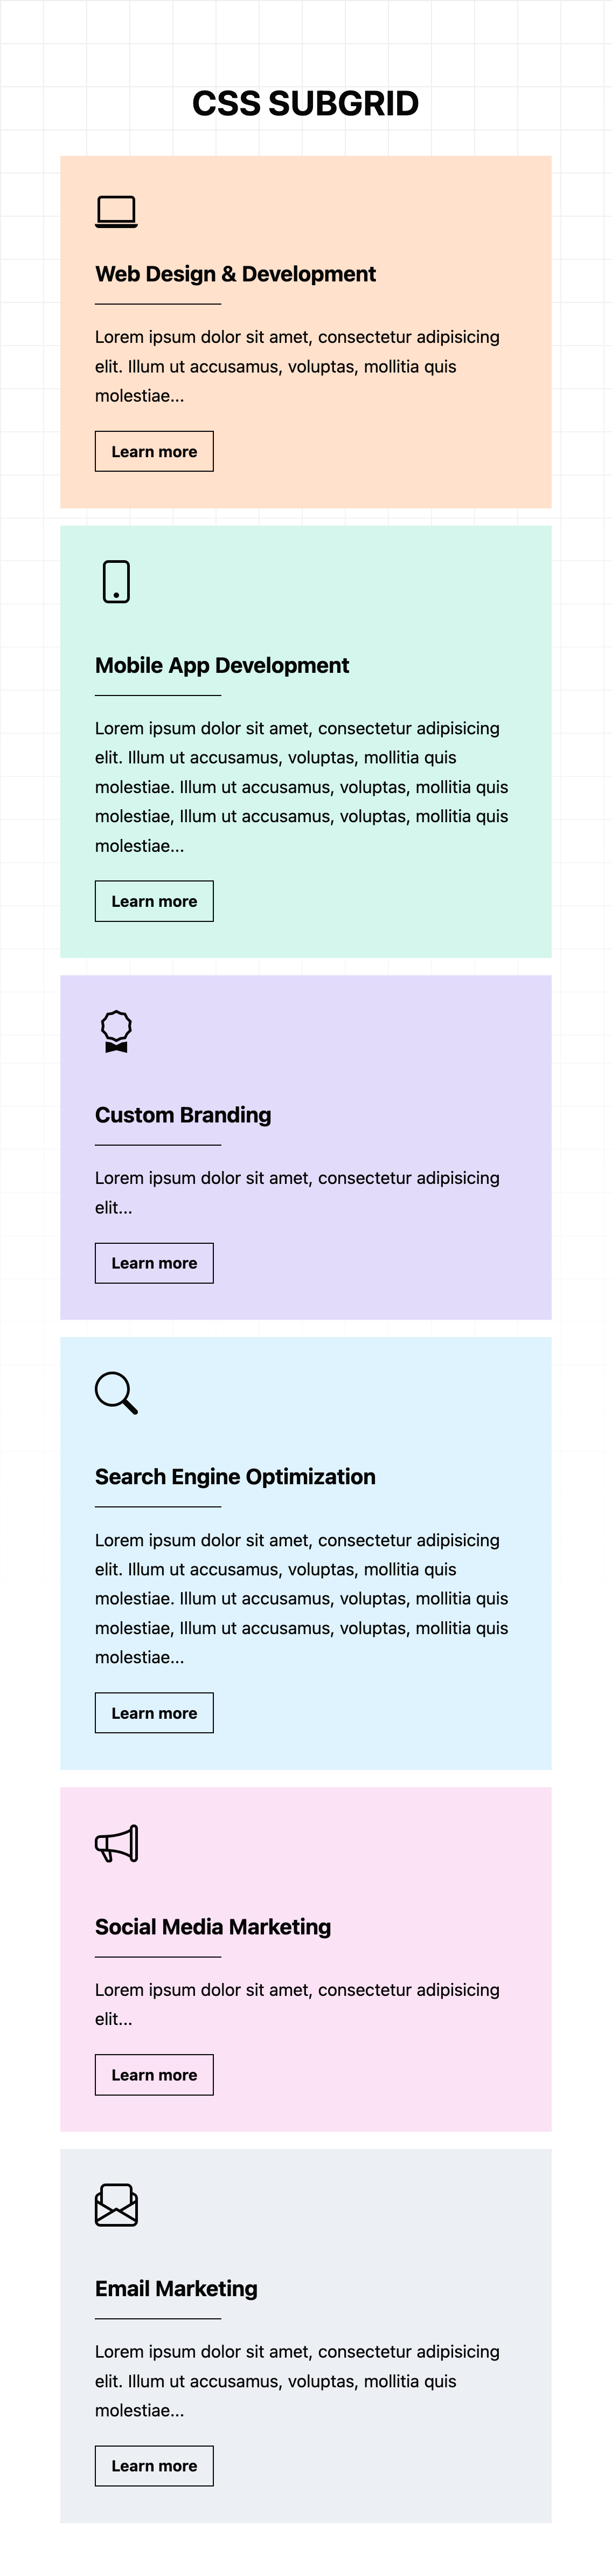 CSS SUBGRID
Web Design & Development
Lorem ipsum dolor sit amet, consectetur adipisicing
elit. Illum ut accusamus, voluptas, mollitia quis
molestiae...
Learn more
Mobile App Development
Lorem ipsum dolor sit amet, consectetur adipisicing
elit. Illum ut accusamus, voluptas, mollitia quis
molestiae. Illum ut accusamus, voluptas, mollitia quis
molestiae, Illum ut accusamus, voluptas, mollitia quis
molestiae...
Learn more
Custom Branding
Lorem ipsum dolor sit amet, consectetur adipisicing
elit...
Learn more
Search Engine Optimization
Lorem ipsum dolor sit amet, consectetur adipisicing
elit. Illum ut accusamus, voluptas, mollitia quis
molestiae. Illum ut accusamus, voluptas, mollitia quis
molestiae, Illum ut accusamus, voluptas, mollitia quis
molestiae...
Learn more
Social Media Marketing
Lorem ipsum dolor sit amet, consectetur adipisicing
elit...
Learn more
Email Marketing
Lorem ipsum dolor sit amet, consectetur adipisicing
elit. Illum ut accusamus, voluptas, mollitia quis
molestiae...
Learn more